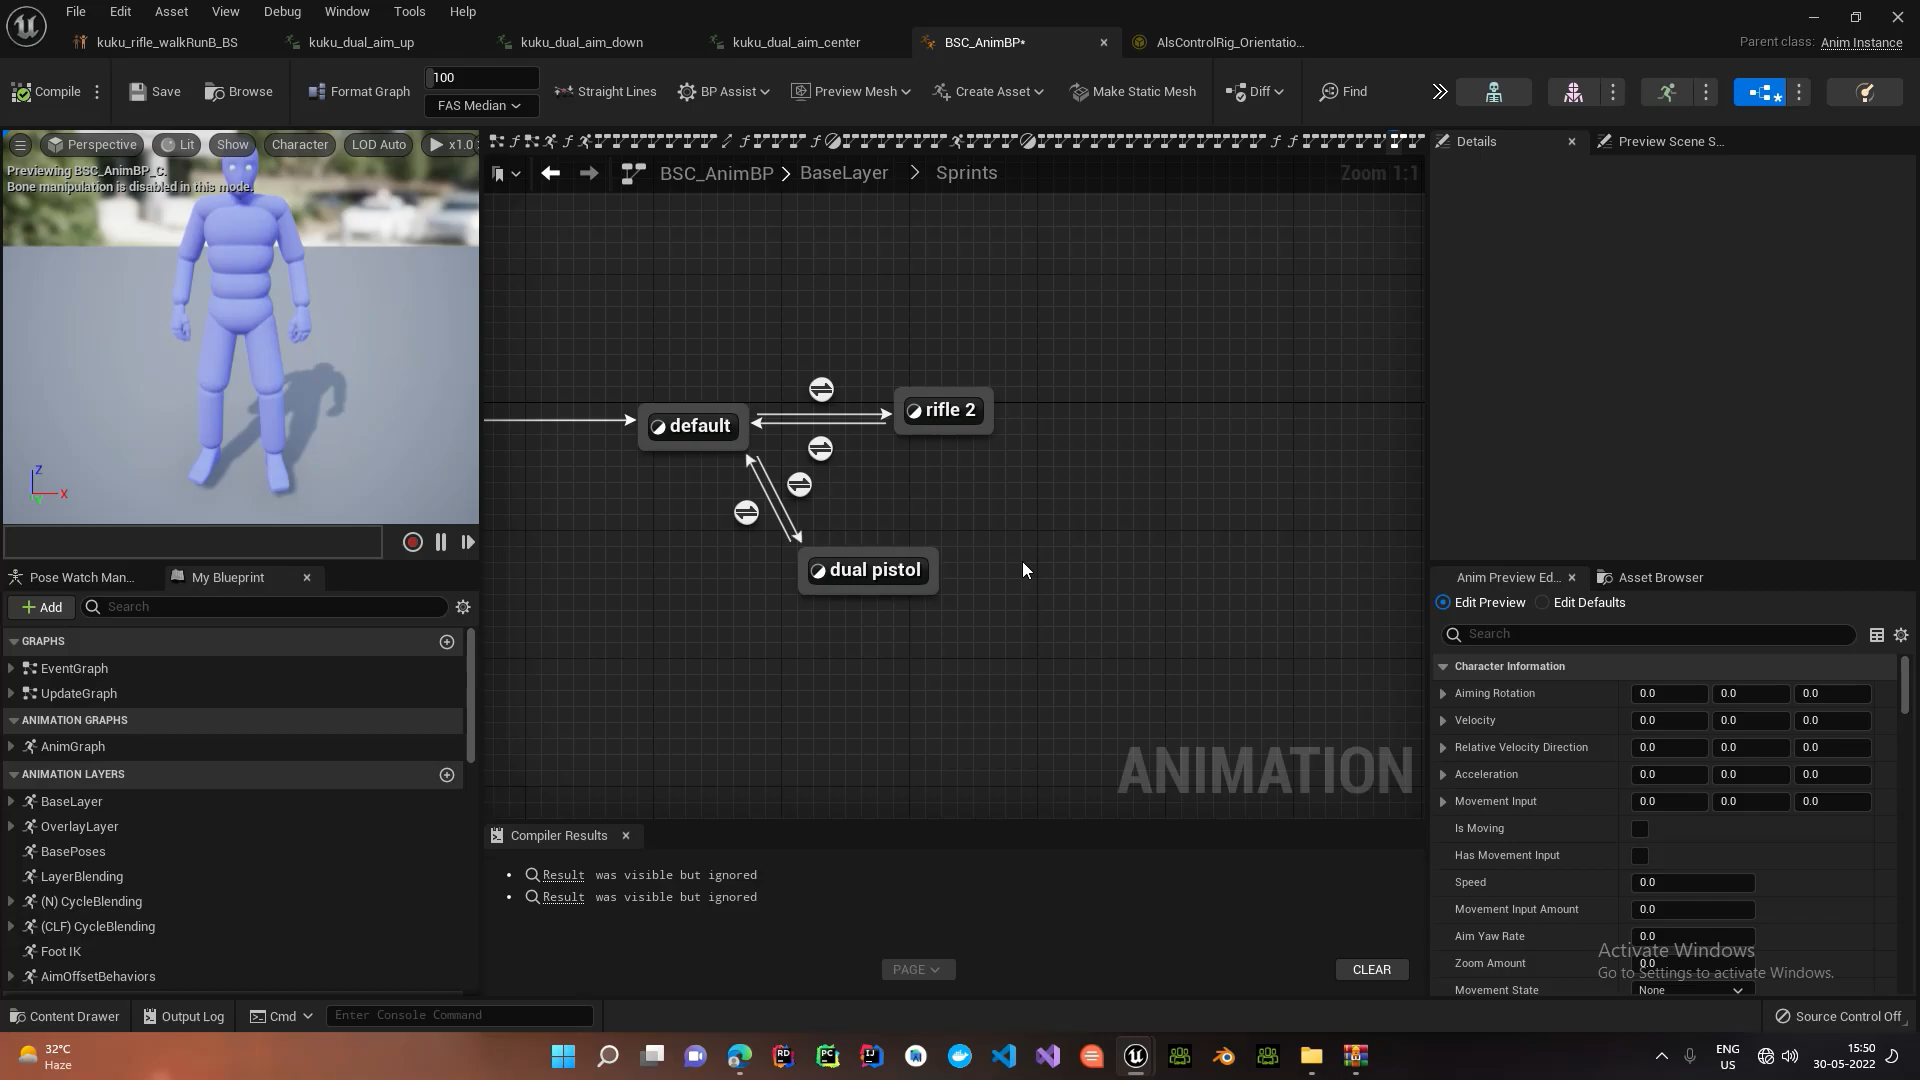 File Edit Asset View Debug Window Tools Help
kuku_rifle_walkRunB_BS kuku_dual_aim_up kuku_dual_aim_down kuku_dual_aim_center BSC_AnimBP* AlsControlRig_Orientatio... Parent class: Anim Instance
Compile Save Browse Format Graph 100 FAS Median Straight Lines BP Assist Preview Mesh Create Asset Make Static Mesh Diff Find
Perspective Lit Show Character LOD Auto x1.0
Previewing BSC_AnimBP_C.
Bone manipulation is disabled in this mode.
Z
X
Y
BSC_AnimBP > BaseLayer > Sprints Zoom 1:1
default
rifle 2
dual pistol
ANIMATION
Details Preview Scene S...
Pose Watch Man... My Blueprint
Add Search
GRAPHS
EventGraph
UpdateGraph
ANIMATION GRAPHS
AnimGraph
ANIMATION LAYERS
BaseLayer
OverlayLayer
BasePoses
LayerBlending
(N) CycleBlending
(CLF) CycleBlending
Foot IK
AimOffsetBehaviors
Compiler Results
• Result was visible but ignored
• Result was visible but ignored
PAGE CLEAR
Anim Preview Ed... Asset Browser
Edit Preview Edit Defaults
Search
Character Information
Aiming Rotation 0.0 0.0 0.0
Velocity 0.0 0.0 0.0
Relative Velocity Direction 0.0 0.0 0.0
Acceleration 0.0 0.0 0.0
Movement Input 0.0 0.0 0.0
Is Moving
Has Movement Input
Speed 0.0
Movement Input Amount 0.0
Aim Yaw Rate 0.0
Zoom Amount 0.0
Movement State None
Activate Windows
Go to Settings to activate Windows.
Content Drawer Output Log Cmd Enter Console Command Source Control Off
32°C
Haze
RD PC IJ
ENG
US
15:50
30-05-2022